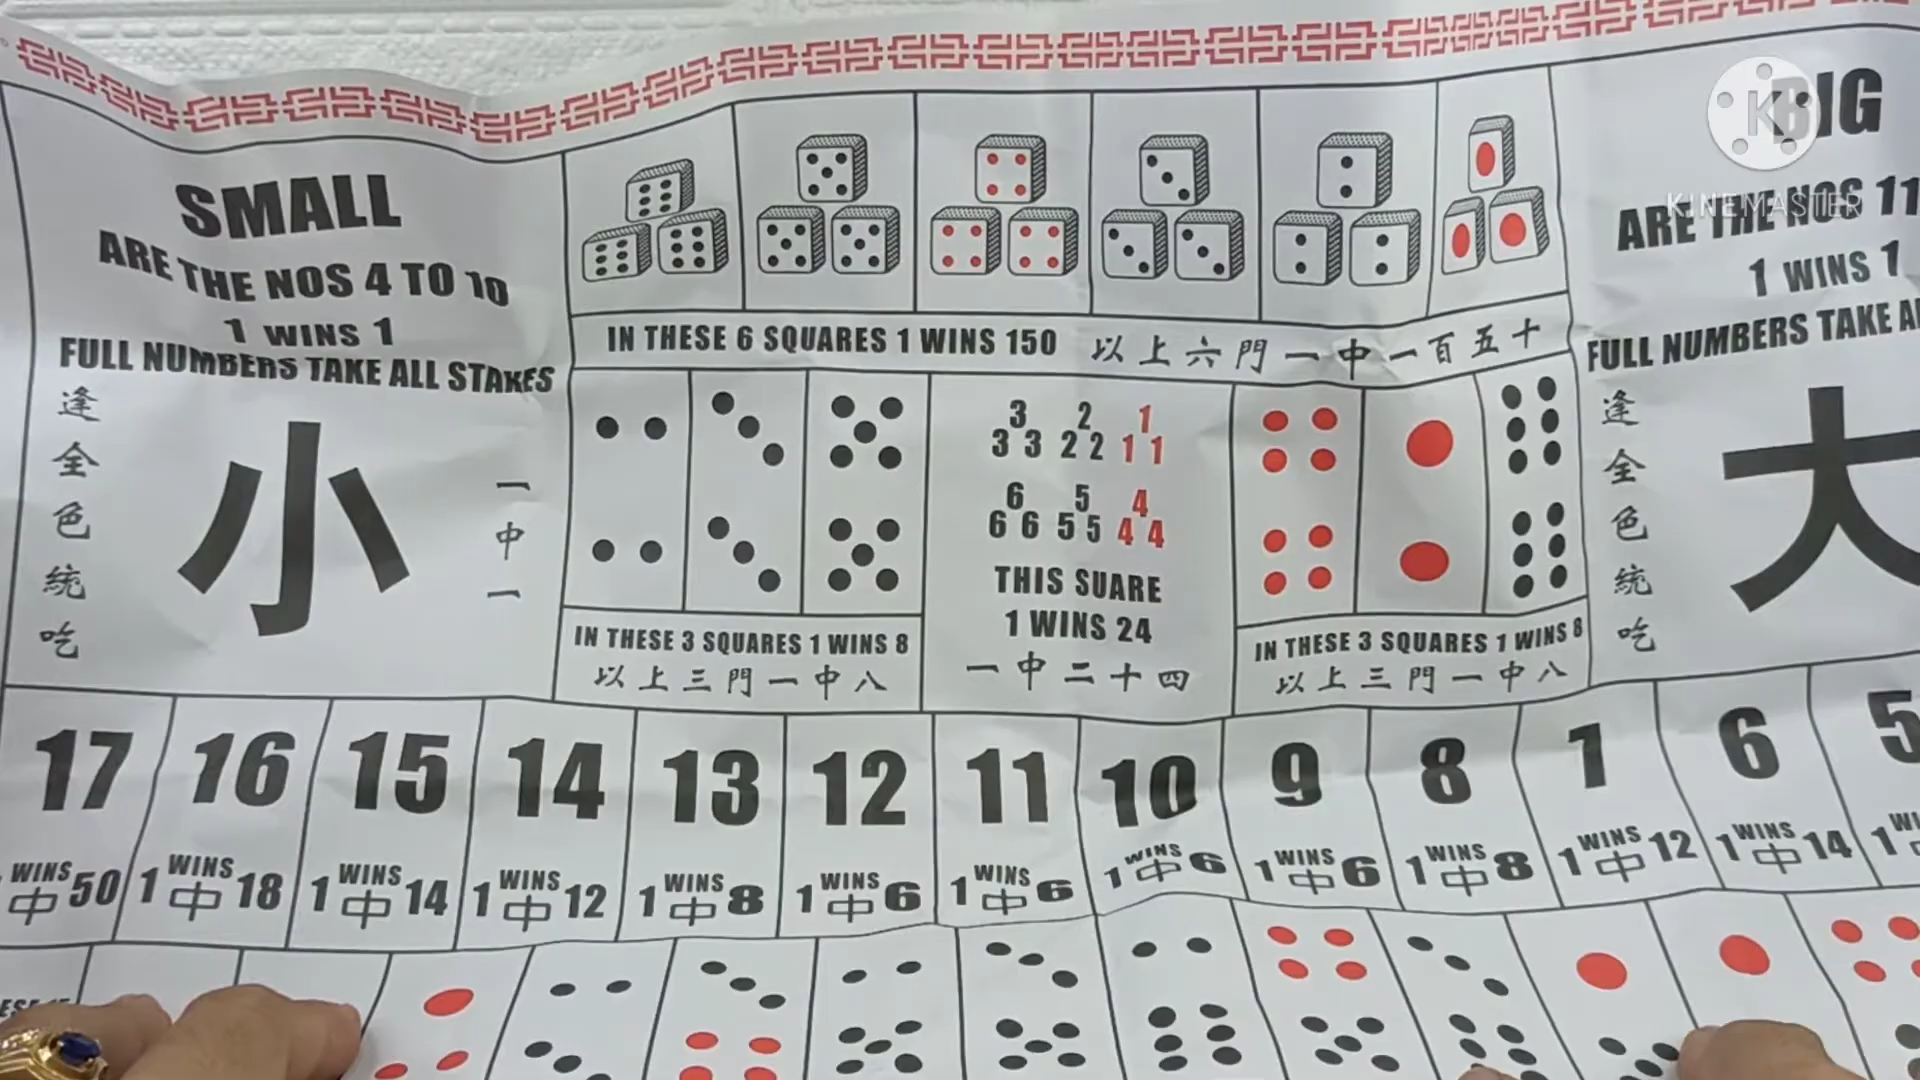 SMALL
ARE THE NOS 4 TO 10
1 WINS 1
FULL NUMBERS TAKE ALL STAKES
逢全色統吃
小
一中一
IN THESE 6 SQUARES 1 WINS 150 以上六門一中一百五十
3 2 1
3 3 2 2 1 1
6 5 4
6 6 5 5 4 4
THIS SUARE
1 WINS 24
一中二十四
IN THESE 3 SQUARES 1 WINS 8
以上三門一中八
IN THESE 3 SQUARES 1 WINS 8
以上三門一中八
BIG
ARE THE NOS 11
1 WINS 1
FULL NUMBERS TAKE
逢全色統吃
大
K
KINEMASTER
17 16 15 14 13 12 11 10 9 8 7 6 5
WINS 中 50
1 WINS 中 18
1 WINS 中 14
1 WINS 中 12
1 WINS 中 8
1 WINS 中 6
1 WINS 中 6
1 WINS 中 6
1 WINS 中 6
1 WINS 中 8
1 WINS 中 12
1 WINS 中 14
1